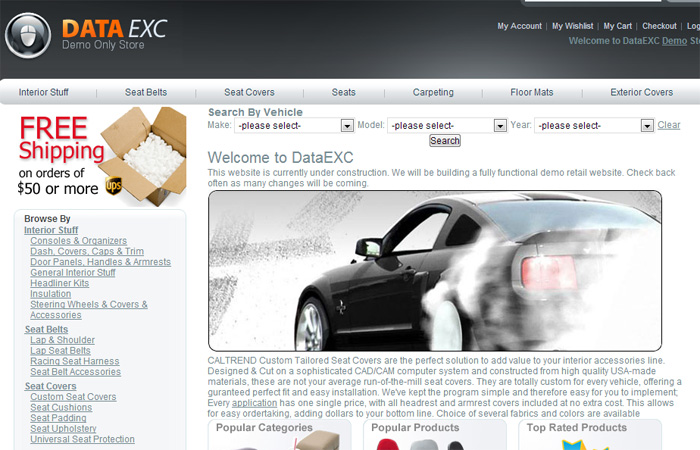 DATA EXC
Demo Only Store
My Account | My Wishlist | My Cart | Checkout |
Welcome to DataEXC Demo
Interior Stuff
Seat Belts
Seat Covers
Seats
Carpeting
Floor Mats
Exterior Covers
FREE
Shipping
on orders of
$50 or more
ups
Browse By
Interior Stuff
Consoles & Organizers
Dash, Covers, Caps & Trim
Door Panels, Handles & Armrests
General Interior Stuff
Headliner Kits
Insulation
Steering Wheels & Covers &
Accessories
Seat Belts
Lap & Shoulder
Lap Seat Belts
Racing Seat Harness
Seat Belt Accessories
Seat Covers
Custom Seat Covers
Seat Cushions
Seat Padding
Seat Upholstery
Universal Seat Protection
Search By Vehicle
Make: -please select- Model: -please select- Year: -please select- Clear
Search
Welcome to DataEXC
This website is currently under construction. We will be building a fully functional demo retail website. Check back
often as many changes will be coming.
CALTREND Custom Tailored Seat Covers are the perfect solution to add value to your interior accessories line.
Designed & Cut on a sophisticated CAD/CAM computer system and constructed from high quality USA-made
materials, these are not your average run-of-the-mill seat covers. They are totally custom for every vehicle, offering a
guranteed perfect fit and easy installation. We've kept the program simple and therefore easy for you to implement;
Every application has one single price, with all headrest and armrest covers included at no extra cost. This allows
for easy ordertaking, adding dollars to your bottom line. Choice of several fabrics and colors are available
Popular Categories
Popular Products
Top Rated Products